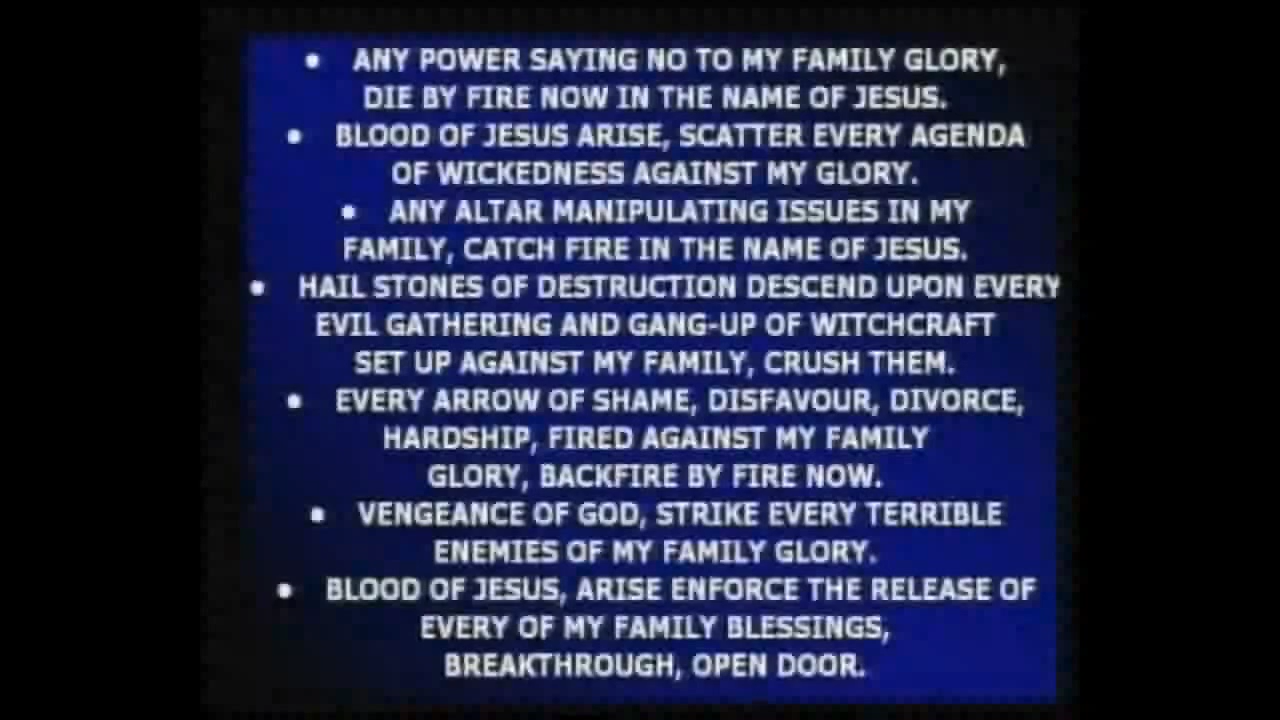 • ANY POWER SAYING NO TO MY FAMILY GLORY,
DIE BY FIRE NOW IN THE NAME OF JESUS.
• BLOOD OF JESUS ARISE, SCATTER EVERY AGENDA
OF WICKEDNESS AGAINST MY GLORY.
• ANY ALTAR MANIPULATING ISSUES IN MY
FAMILY, CATCH FIRE IN THE NAME OF JESUS.
• HAIL STONES OF DESTRUCTION DESCEND UPON EVERY
EVIL GATHERING AND GANG-UP OF WITCHCRAFT
SET UP AGAINST MY FAMILY, CRUSH THEM.
• EVERY ARROW OF SHAME, DISFAVOUR, DIVORCE,
HARDSHIP, FIRED AGAINST MY FAMILY
GLORY, BACKFIRE BY FIRE NOW.
• VENGEANCE OF GOD, STRIKE EVERY TERRIBLE
ENEMIES OF MY FAMILY GLORY.
• BLOOD OF JESUS, ARISE ENFORCE THE RELEASE OF
EVERY OF MY FAMILY BLESSINGS,
BREAKTHROUGH, OPEN DOOR.